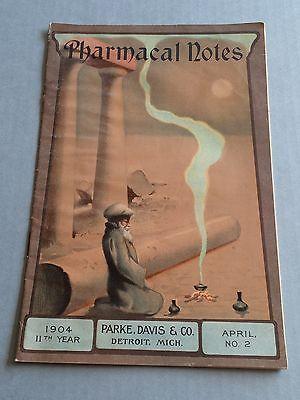 Pharmacal Notes
1904
11TH YEAR
PARKE, DAVIS & CO.
DETROIT, MICH.
APRIL,
NO. 2